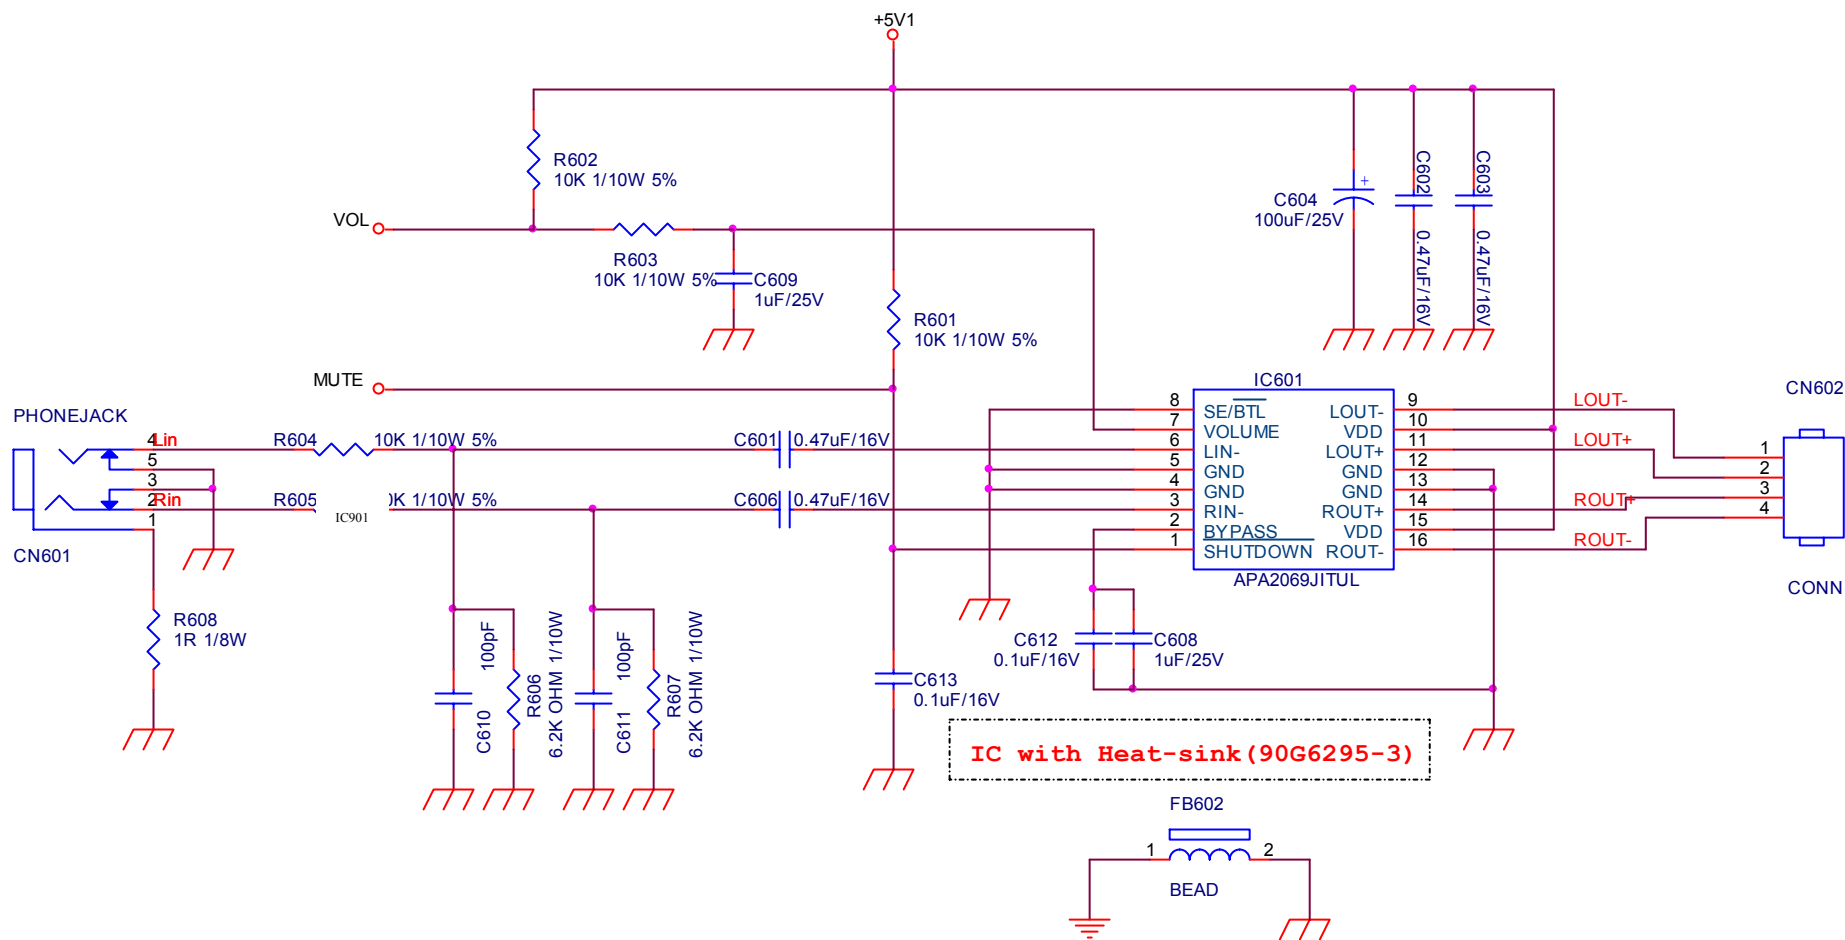 +5V1
R602
10K 1/10W 5%
VOL
R603
10K 1/10W 5%
C609
1uF/25V
C604
100uF/25V
+
C602
0.47uF/16V
C603
0.47uF/16V
R601
10K 1/10W 5%
MUTE
PHONEJACK
4
Lin
5
3
2
Rin
1
CN601
R604
10K 1/10W 5%
R605
K 1/10W 5%
IC901
C601
0.47uF/16V
C606
0.47uF/16V
R608
1R 1/8W
C610
100pF
R606
6.2K OHM 1/10W
C611
100pF
R607
6.2K OHM 1/10W
C613
0.1uF/16V
IC601
8 SE/BTL LOUT- 9
7 VOLUME VDD 10
6 LIN- LOUT+ 11
5 GND GND 12
4 GND GND 13
3 RIN- ROUT+ 14
2 BYPASS VDD 15
1 SHUTDOWN ROUT- 16
APA2069JITUL
LOUT-
LOUT+
ROUT+
ROUT-
CN602
1
2
3
4
CONN
C612
0.1uF/16V
C608
1uF/25V
IC with Heat-sink(90G6295-3)
FB602
1
2
BEAD